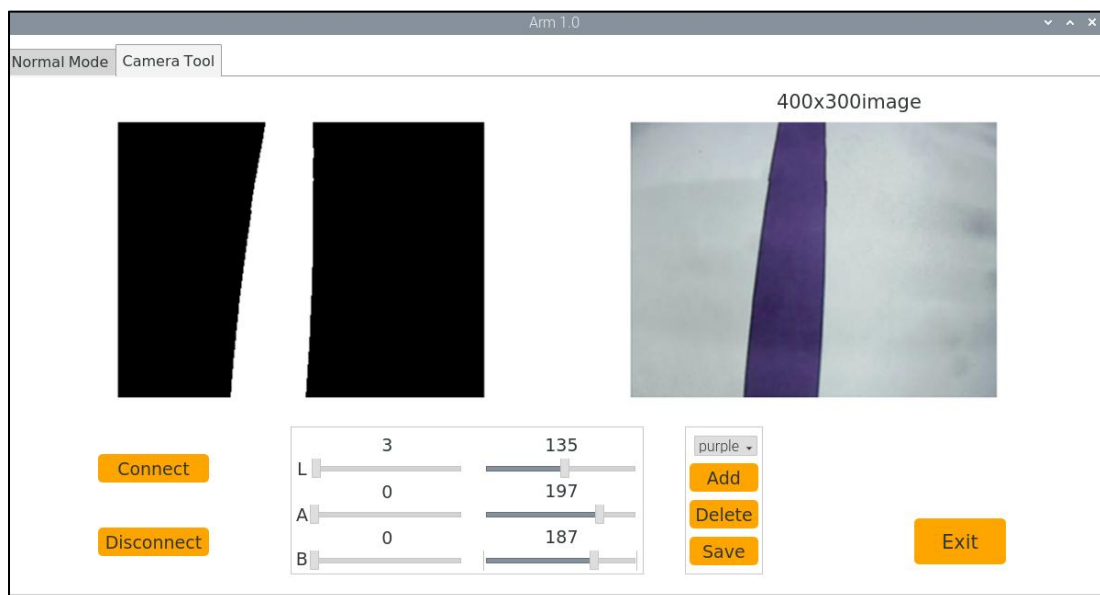 Arm 1.0
Normal Mode
Camera Tool
400x300image
Connect
Disconnect
L
3
135
A
0
197
B
0
187
purple
Add
Delete
Save
Exit